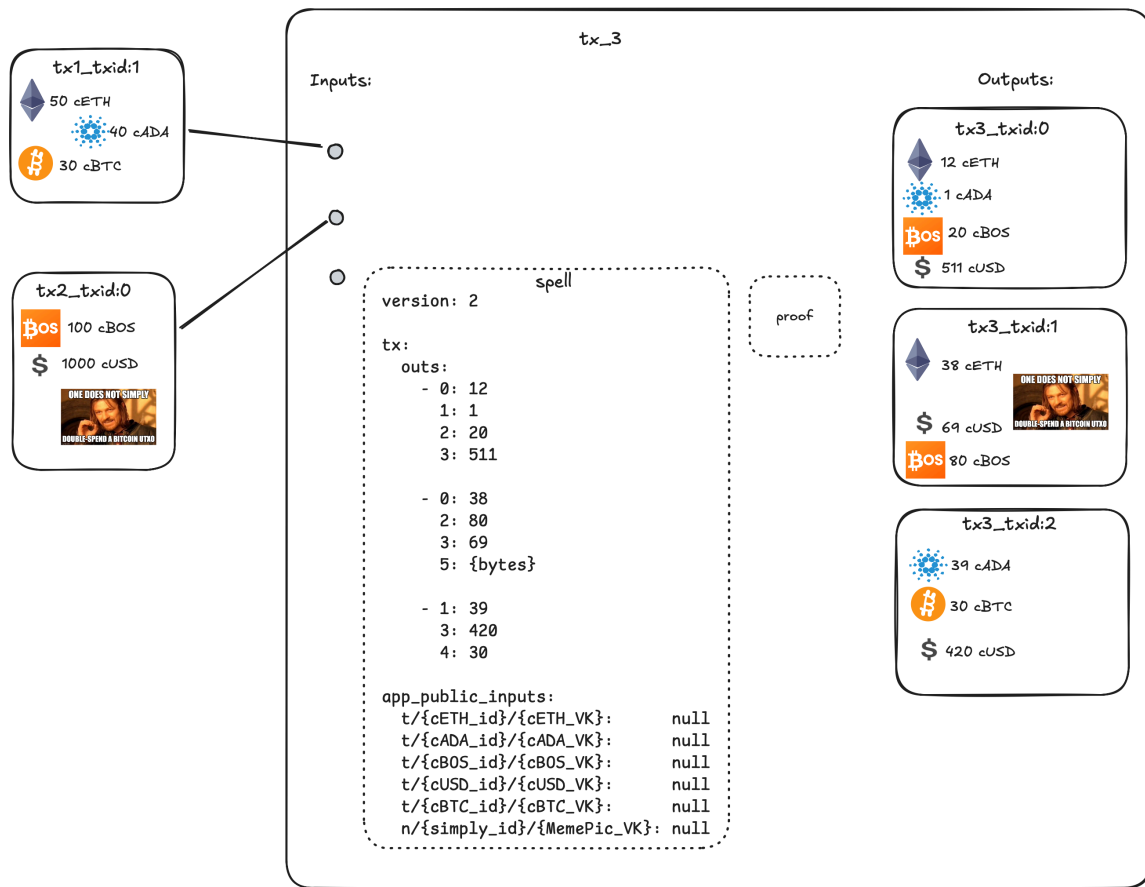 tx_3
Inputs:
Outputs:
tx1_txid:1
50 cETH
40 cADA
30 cBTC
tx2_txid:0
BOS 100 cBOS
$ 1000 cUSD
ONE DOES NOT SIMPLY
DOUBLE-SPEND A BITCOIN UTXO
spell
version: 2
tx:
outs:
- 0: 12
1: 1
2: 20
3: 511
- 0: 38
2: 80
3: 69
5: {bytes}
- 1: 39
3: 420
4: 30
app_public_inputs:
t/{cETH_id}/{cETH_VK}: null
t/{cADA_id}/{cADA_VK}: null
t/{cBOS_id}/{cBOS_VK}: null
t/{cUSD_id}/{cUSD_VK}: null
t/{cBTC_id}/{cBTC_VK}: null
n/{simply_id}/{MemePic_VK}: null
proof
tx3_txid:0
12 cETH
1 cADA
BOS 20 cBOS
$ 511 cUSD
tx3_txid:1
38 cETH
ONE DOES NOT SIMPLY
DOUBLE-SPEND A BITCOIN UTXO
$ 69 cUSD
BOS 80 cBOS
tx3_txid:2
39 cADA
30 cBTC
$ 420 cUSD